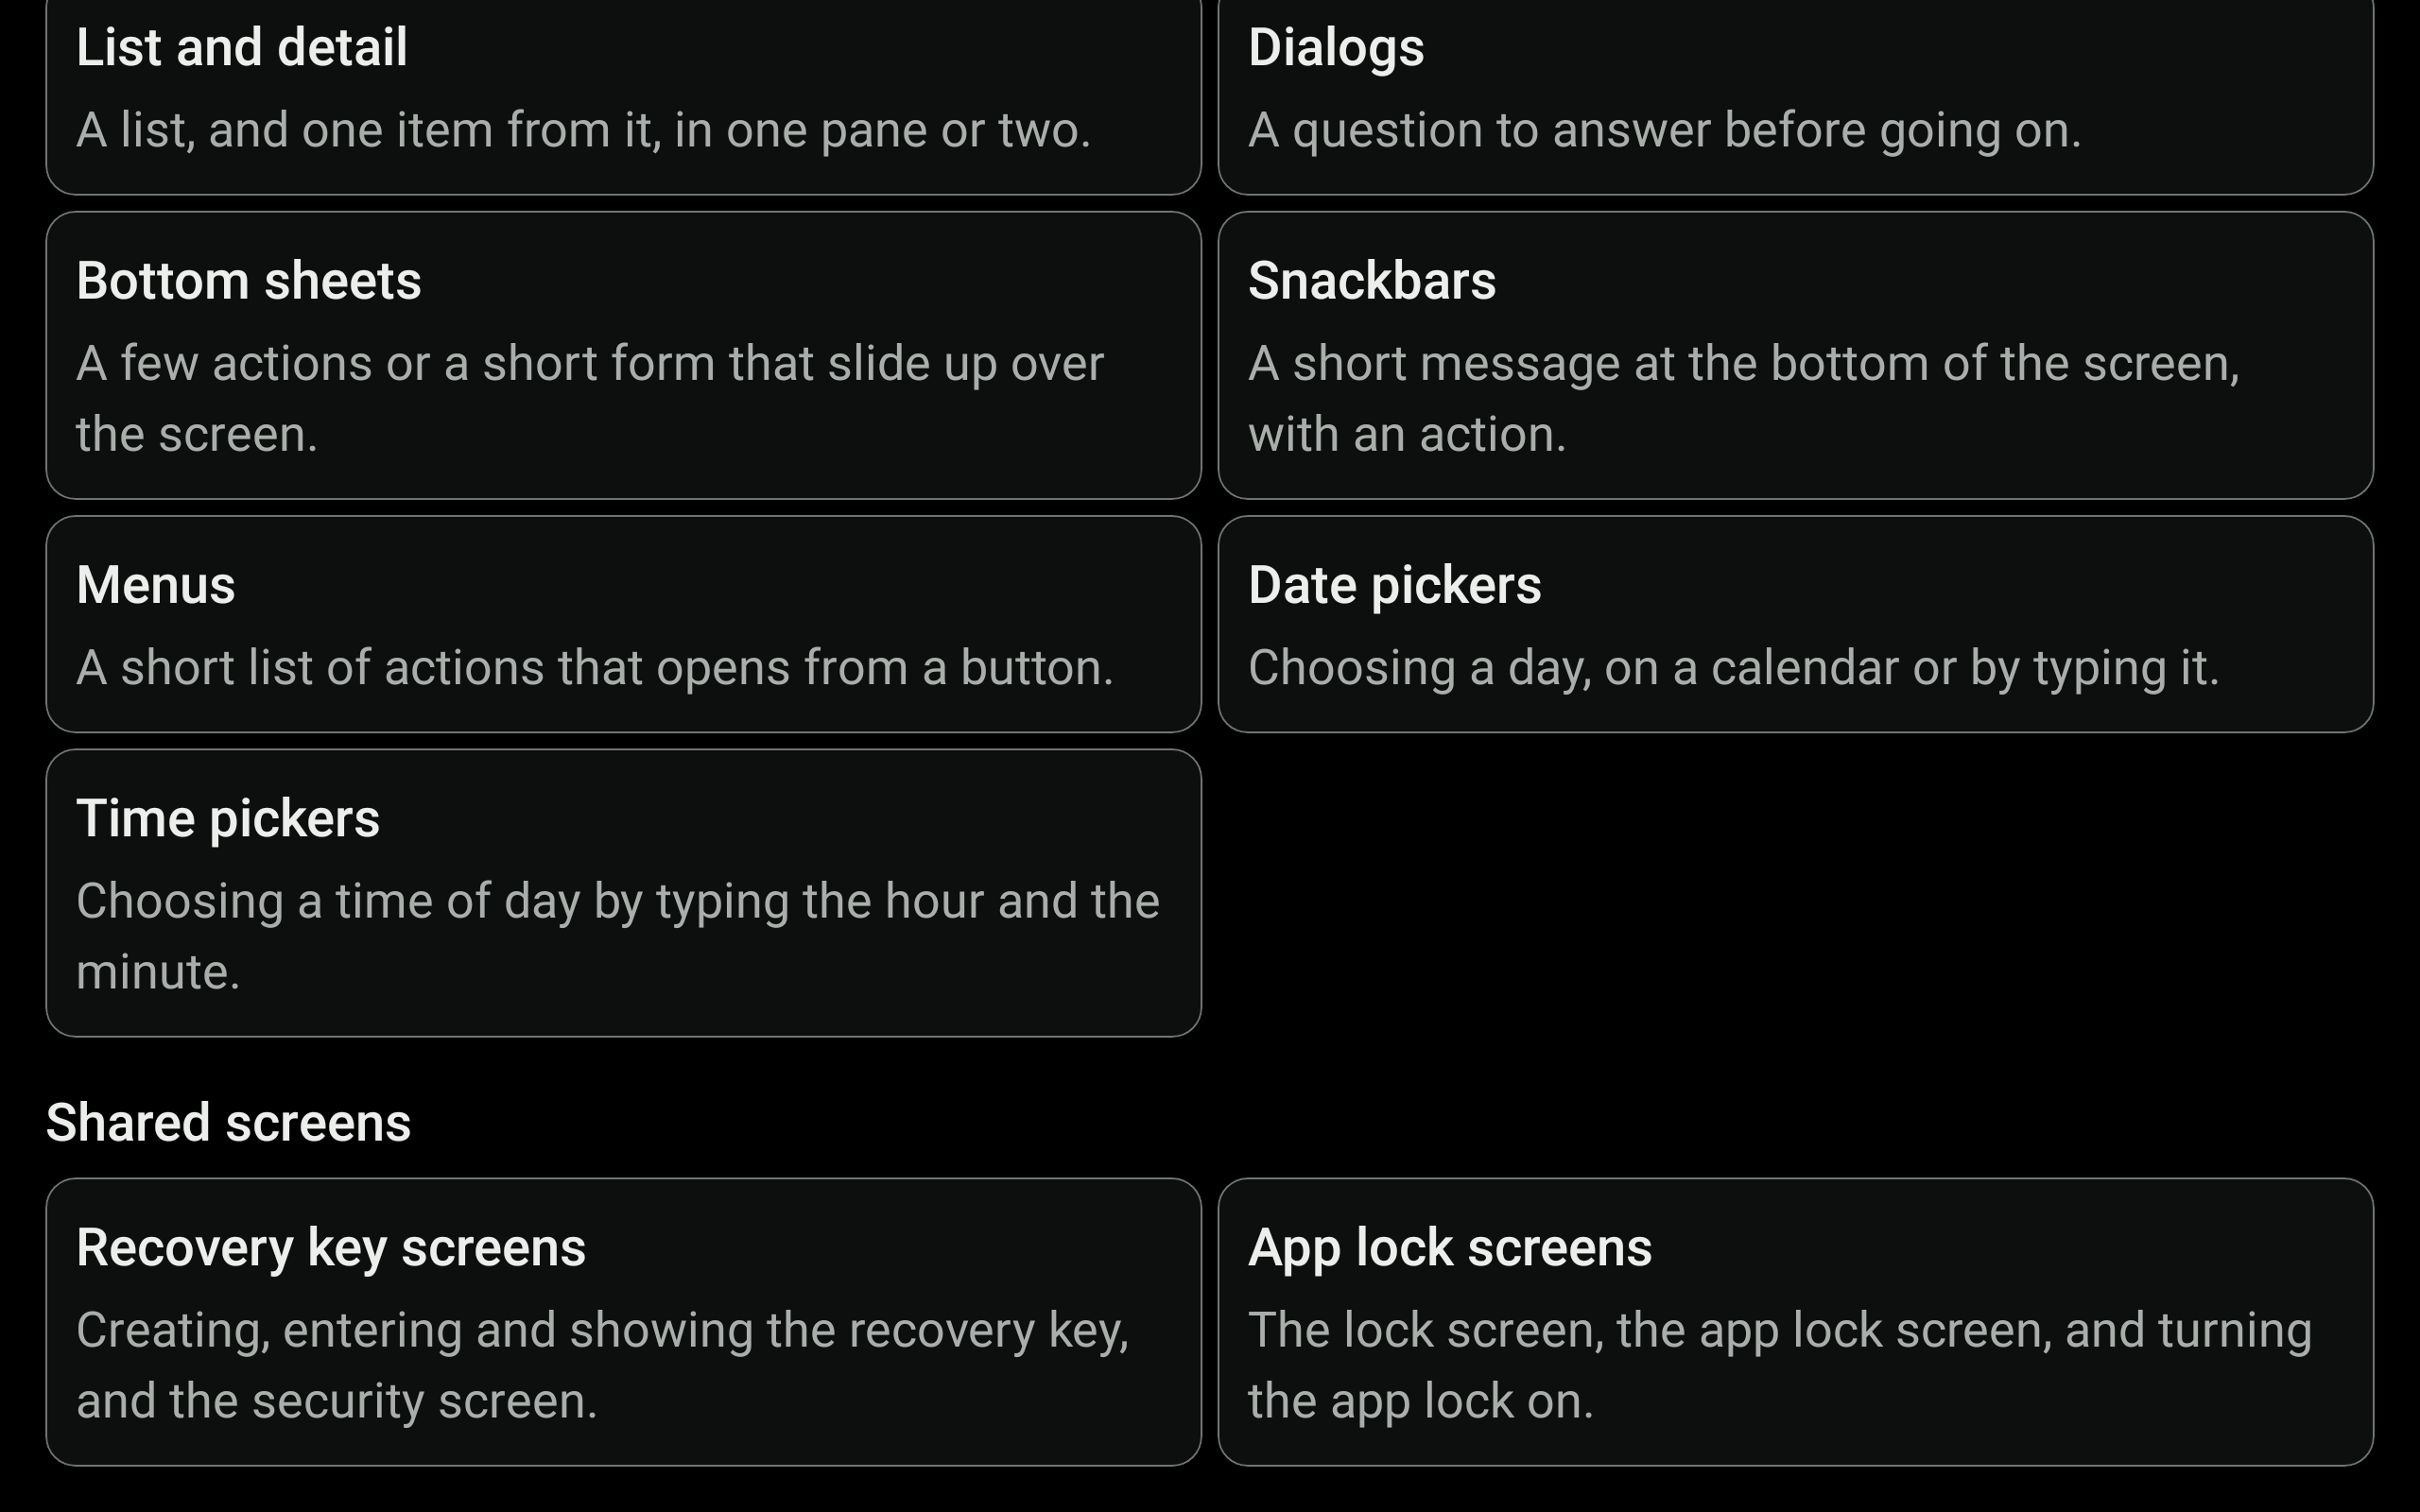 List and detail
A list, and one item from it, in one pane or two.
Dialogs
A question to answer before going on.
Bottom sheets
A few actions or a short form that slide up over
the screen.
Snackbars
A short message at the bottom of the screen,
with an action.
Menus
A short list of actions that opens from a button.
Date pickers
Choosing a day, on a calendar or by typing it.
Time pickers
Choosing a time of day by typing the hour and the
minute.
Shared screens
Recovery key screens
Creating, entering and showing the recovery key,
and the security screen.
App lock screens
The lock screen, the app lock screen, and turning
the app lock on.